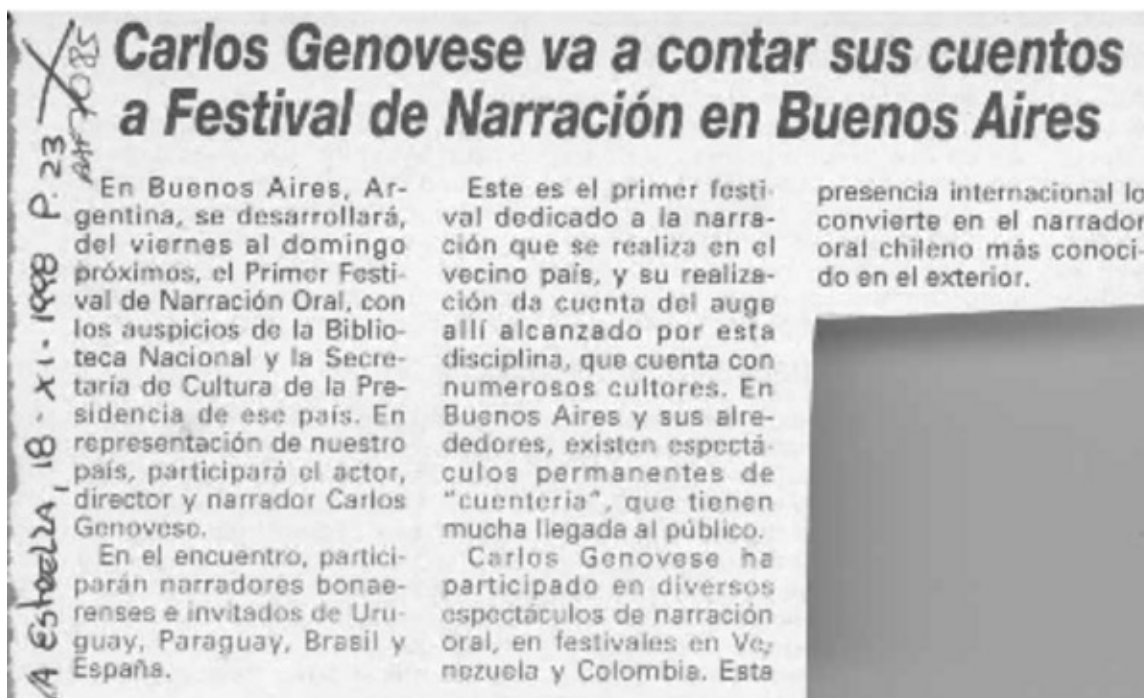 Carlos Genovese va a contar sus cuentos
a Festival de Narración en Buenos Aires
En Buenos Aires, Ar-
gentina, se desarrollará,
del viernes al domingo
próximos, el Primer Festi-
val de Narración Oral, con
los auspicios de la Biblio-
teca Nacional y la Secre-
taría de Cultura de la Pre-
sidencia de ese país. En
representación de nuestro
país, participará el actor,
director y narrador Carlos
Genovese.
En el encuentro, partici-
parán narradores bonae-
renses e invitados de Uru-
guay, Paraguay, Brasil y
España.
Este es el primer festi-
val dedicado a la narra-
ción que se realiza en el
vecino país, y su realiza-
ción da cuenta del auge
allí alcanzado por esta
disciplina, que cuenta con
numerosos cultores. En
Buenos Aires y sus alre-
dedores, existen espectá-
culos permanentes de
"cuentería", que tienen
mucha llegada al público.
Carlos Genovese ha
participado en diversos
espectáculos de narración
oral, en festivales en Ve-
nezuela y Colombia. Esta
presencia internacional lo
convierte en el narrador
oral chileno más conoci-
do en el exterior.
A Estrella, 18 - XI - 1998 P. 23